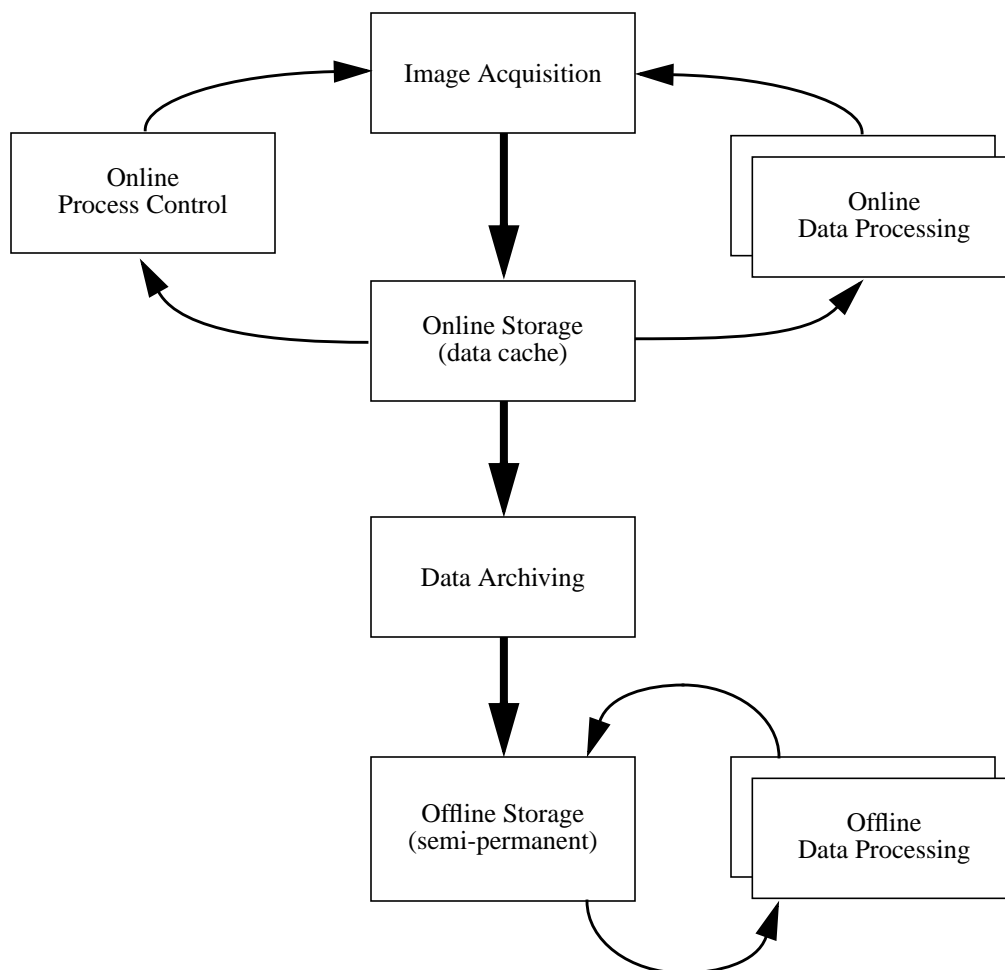 Image Acquisition
Online
Process Control
Online
Data Processing
Online Storage
(data cache)
Data Archiving
Offline Storage
(semi-permanent)
Offline
Data Processing